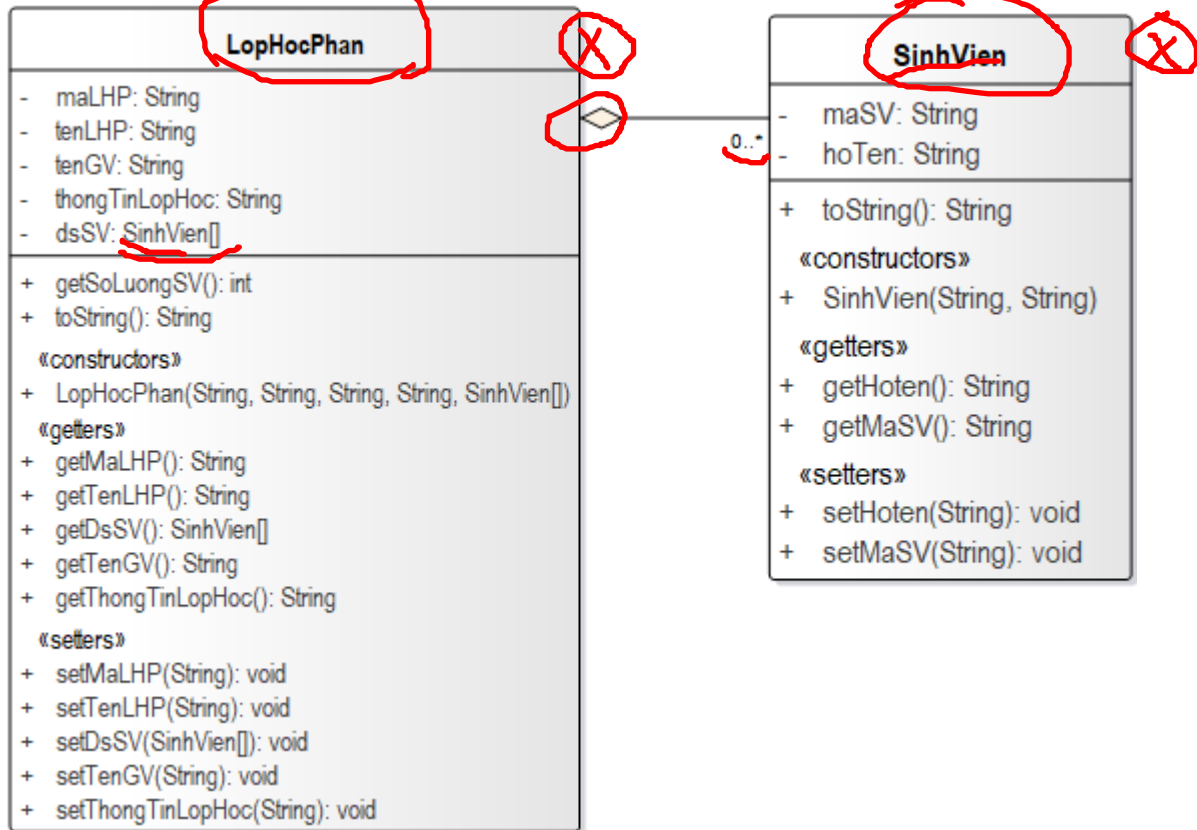 LopHocPhan
- maLHP: String
- tenLHP: String
- tenGV: String
- thongTinLopHoc: String
- dsSV: SinhVien[]
+ getSoLuongSV(): int
+ toString(): String
«constructors»
+ LopHocPhan(String, String, String, String, SinhVien[])
«getters»
+ getMaLHP(): String
+ getTenLHP(): String
+ getDsSV(): SinhVien[]
+ getTenGV(): String
+ getThongTinLopHoc(): String
«setters»
+ setMaLHP(String): void
+ setTenLHP(String): void
+ setDsSV(SinhVien[]): void
+ setTenGV(String): void
+ setThongTinLopHoc(String): void
X
0..*
SinhVien
- maSV: String
- hoTen: String
+ toString(): String
«constructors»
+ SinhVien(String, String)
«getters»
+ getHoten(): String
+ getMaSV(): String
«setters»
+ setHoten(String): void
+ setMaSV(String): void
X